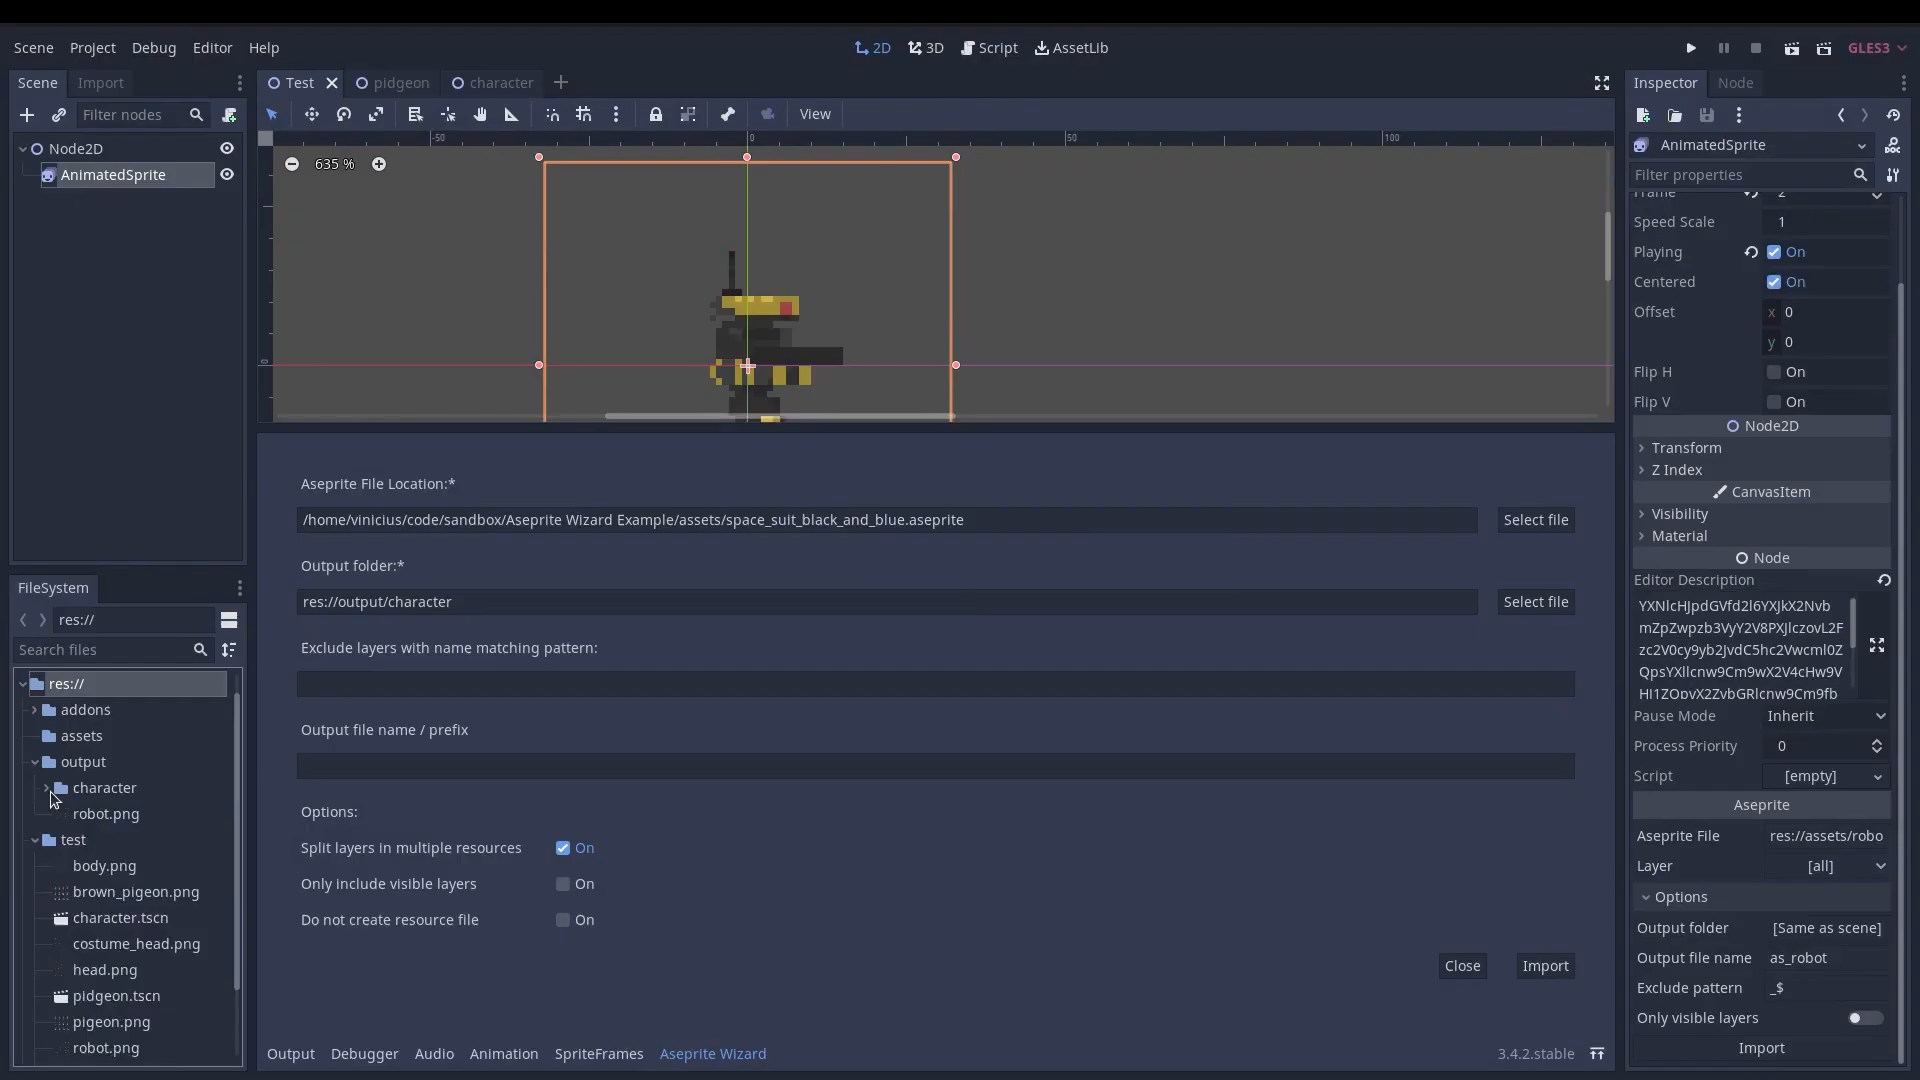 Scene Project Debug Editor Help
2D 3D Script AssetLib
GLES3
Scene Import
Test pidgeon character
Inspector Node
Filter nodes
View
Node2D
AnimatedSprite
-50 0 50 100
635 %
0
AnimatedSprite
Filter properties
Frame 2
Speed Scale 1
Playing On
Centered On
Offset x 0
y 0
Flip H On
Flip V On
Node2D
Transform
Z Index
CanvasItem
Visibility
Material
Node
Editor Description
mZpZwpzb3VyY2V8PXJlczovL2F
Pause Mode Inherit
Process Priority 0
Script [empty]
Aseprite
Aseprite File res://assets/robo
Layer [all]
Options
Output folder [Same as scene]
Output file name as_robot
Exclude pattern _$
Only visible layers
Import
FileSystem
res://
Search files
res://
addons
assets
output
character
robot.png
test
body.png
brown_pigeon.png
character.tscn
costume_head.png
head.png
pidgeon.tscn
pigeon.png
robot.png
Aseprite File Location:*
/home/vinicius/code/sandbox/Aseprite Wizard Example/assets/space_suit_black_and_blue.aseprite Select file
Output folder:*
res://output/character Select file
Exclude layers with name matching pattern:
Output file name / prefix
Options:
Split layers in multiple resources On
Only include visible layers On
Do not create resource file On
Close Import
Output Debugger Audio Animation SpriteFrames Aseprite Wizard 3.4.2.stable